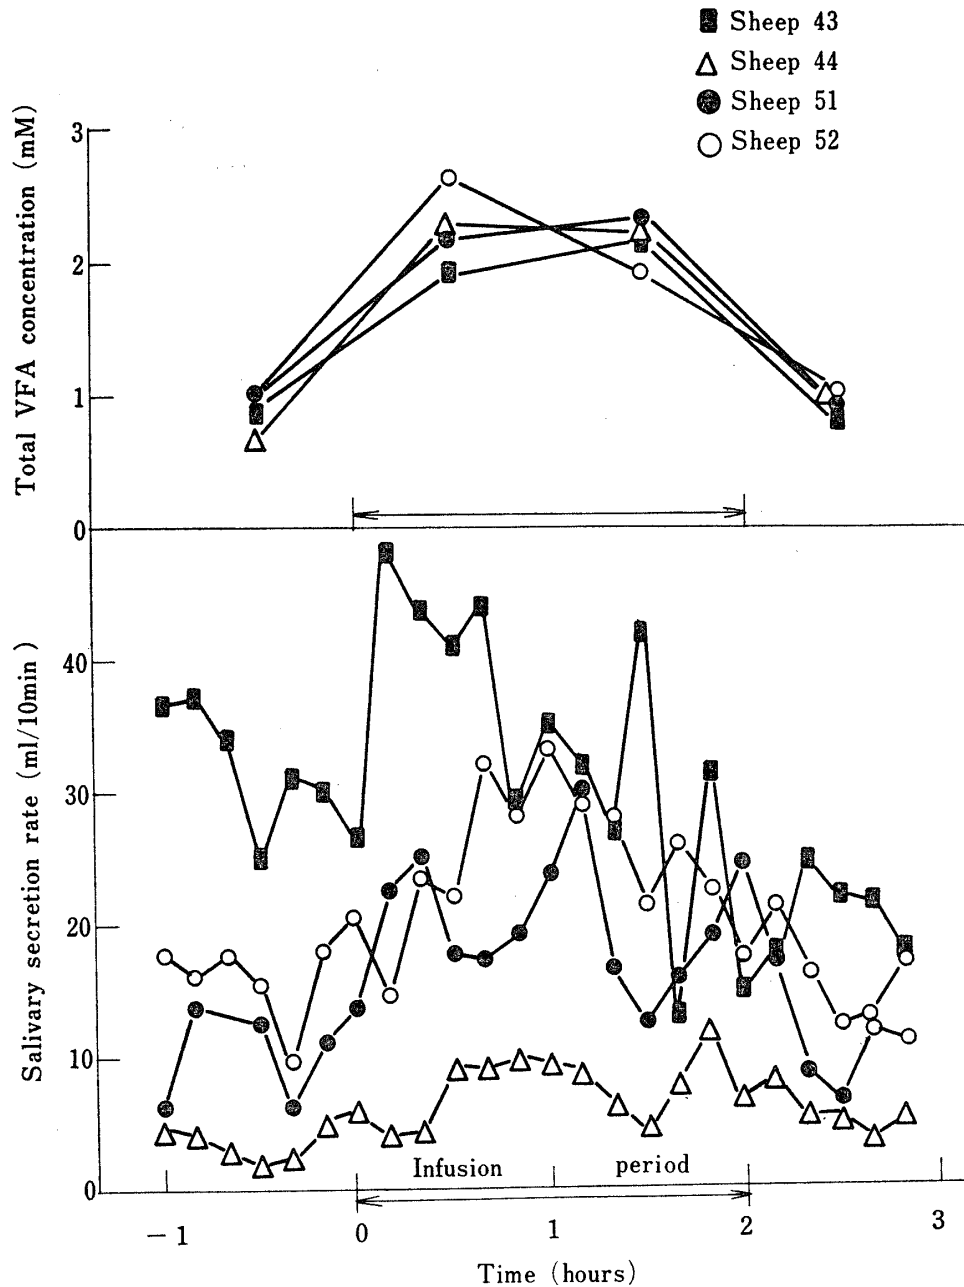 Sheep 43
Sheep 44
Sheep 51
Sheep 52
Total VFA concentration (mM)
3
2
1
0
Salivary secretion rate (ml/10min)
40
30
20
10
0
Infusion period
-1 0 1 2 3
Time (hours)